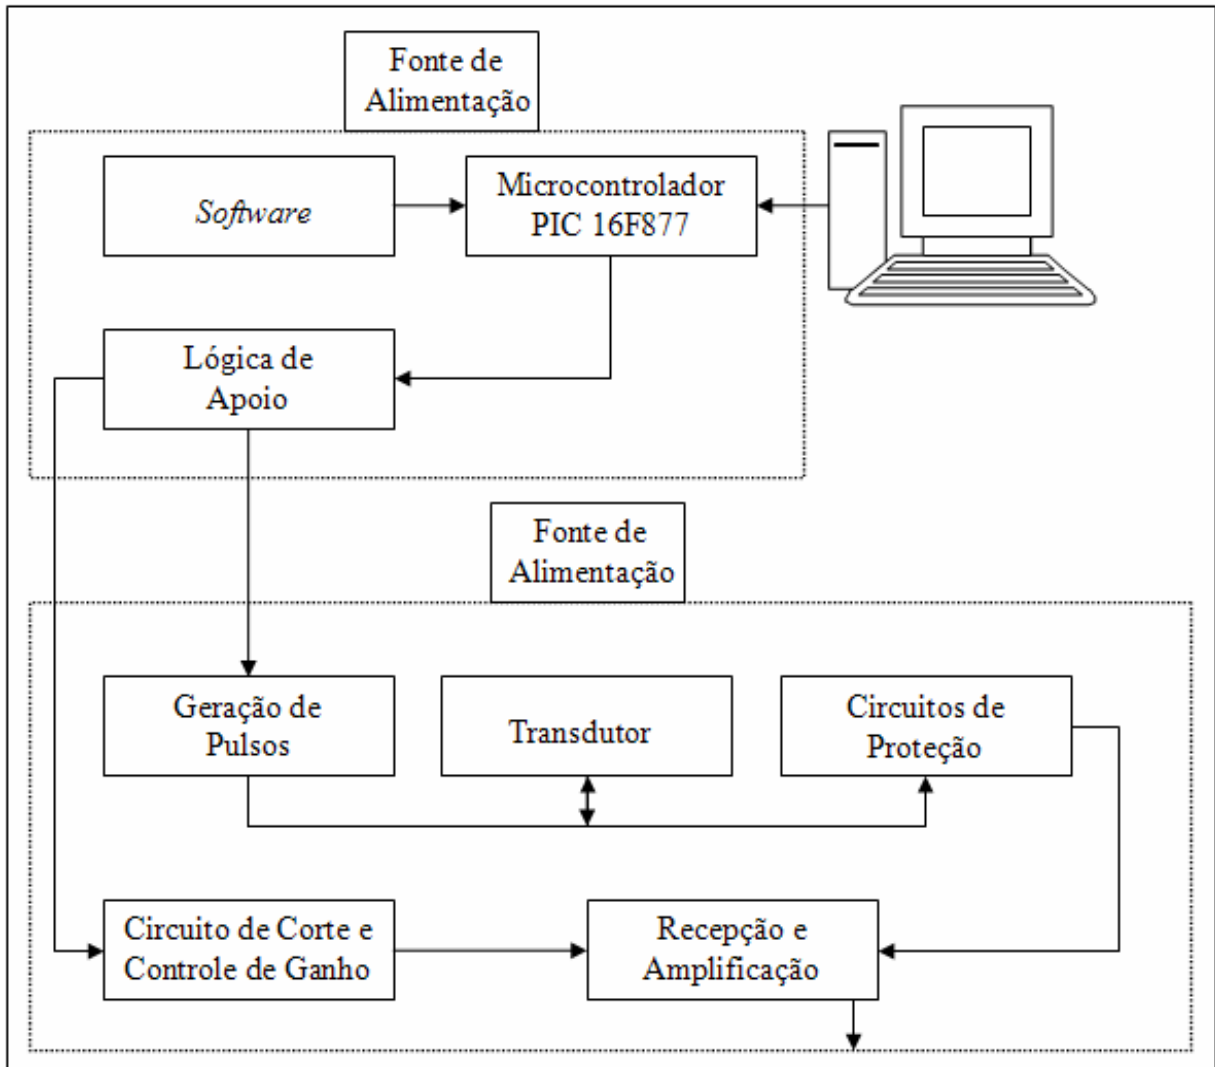 Fonte de
Alimentação
Software
Microcontrolador
PIC 16F877
Lógica de
Apoio
Fonte de
Alimentação
Geração de
Pulsos
Transdutor
Circuitos de
Proteção
Circuito de Corte e
Controle de Ganho
Recepção e
Amplificação